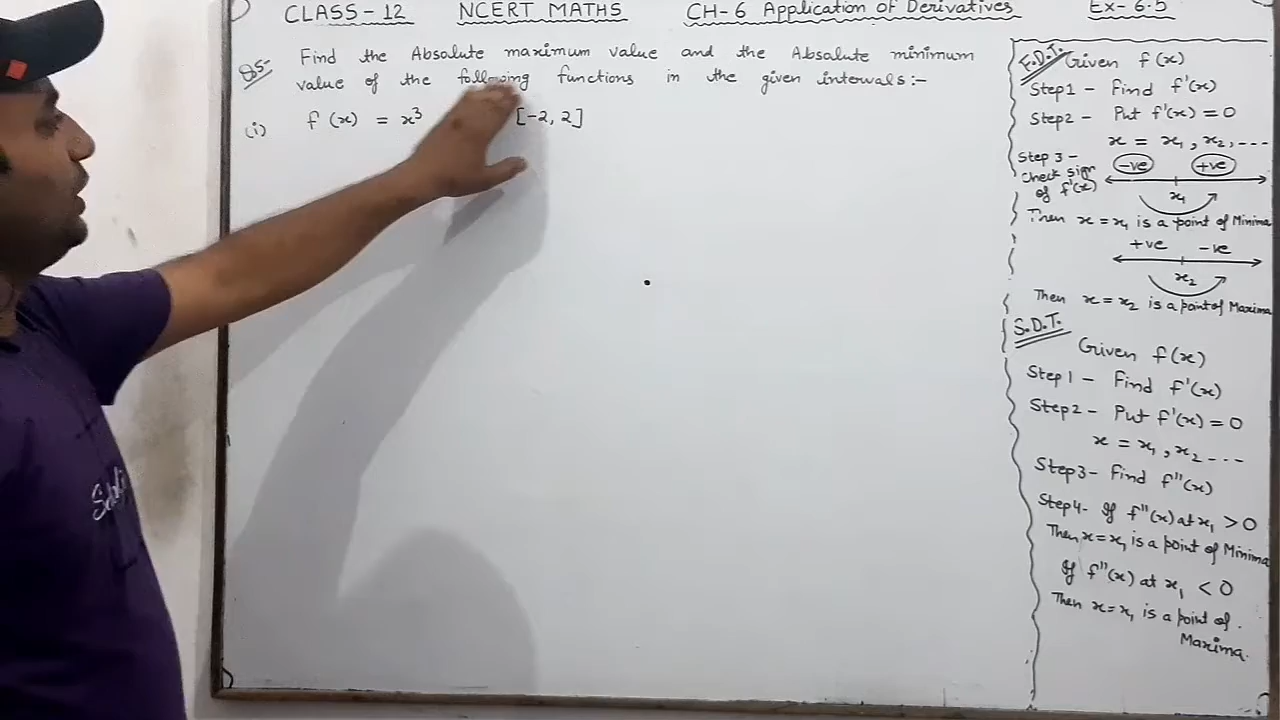 CLASS-12 NCERT MATHS CH-6 Application of Derivatives Ex-6.5
Q5- Find the Absolute maximum value and the Absolute minimum
value of the following functions in the given intervals:-
(i) f(x) = x³ [-2, 2]
F.D.T. Given f(x)
Step1 - Find f'(x)
Step2 - Put f'(x) = 0
x = x₁, x₂, ---
Step 3 -
Check sign
of f'(x)
-ve +ve
x₁
Then x = x₁ is a point of Minima
+ve -ve
x₂
Then x = x₂ is a point of Maxima
S.D.T.
Given f(x)
Step1 - Find f'(x)
Step2 - Put f'(x) = 0
x = x₁, x₂ ---
Step3- Find f"(x)
Step4- If f"(x) at x₁ > 0
Then x = x₁ is a point of Minima
If f"(x) at x₁ < 0
Then x = x₁ is a point of.
Maxima.